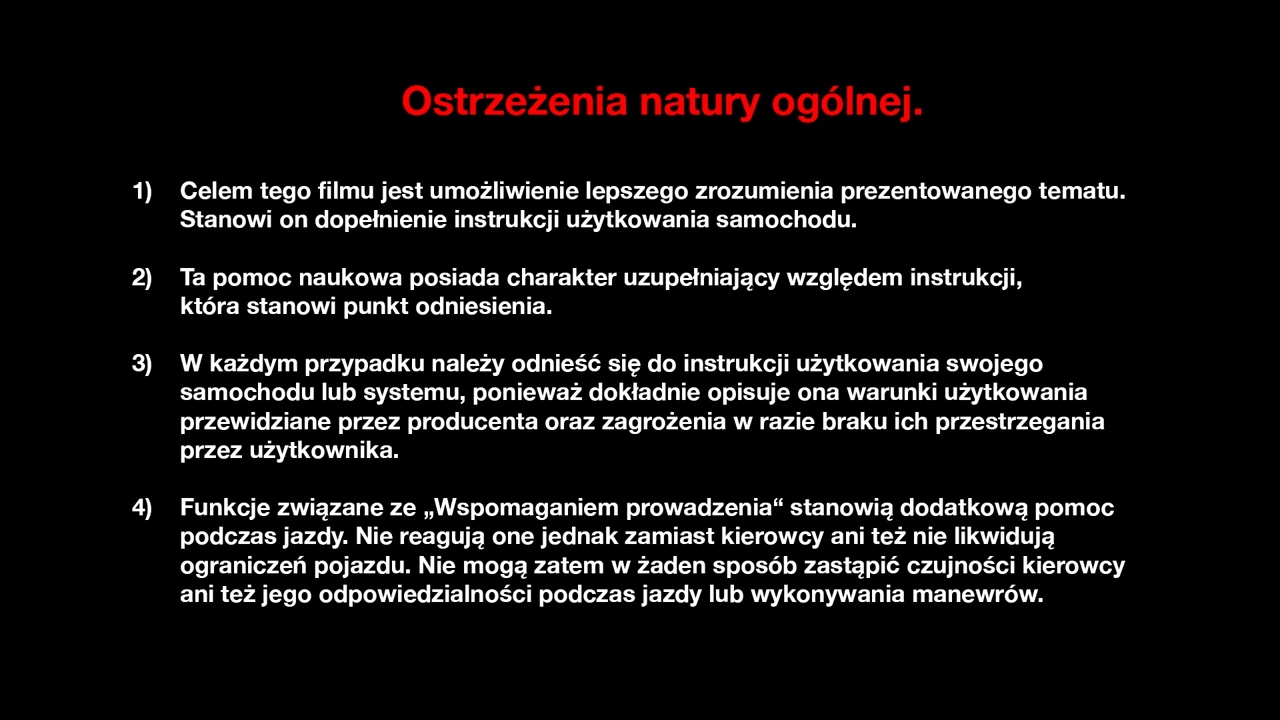 Ostrzeżenia natury ogólnej.
1) Celem tego filmu jest umożliwienie lepszego zrozumienia prezentowanego tematu.
Stanowi on dopełnienie instrukcji użytkowania samochodu.
2) Ta pomoc naukowa posiada charakter uzupełniający względem instrukcji,
która stanowi punkt odniesienia.
3) W każdym przypadku należy odnieść się do instrukcji użytkowania swojego
samochodu lub systemu, ponieważ dokładnie opisuje ona warunki użytkowania
przewidziane przez producenta oraz zagrożenia w razie braku ich przestrzegania
przez użytkownika.
4) Funkcje związane ze „Wspomaganiem prowadzenia“ stanowią dodatkową pomoc
podczas jazdy. Nie reagują one jednak zamiast kierowcy ani też nie likwidują
ograniczeń pojazdu. Nie mogą zatem w żaden sposób zastąpić czujności kierowcy
ani też jego odpowiedzialności podczas jazdy lub wykonywania manewrów.